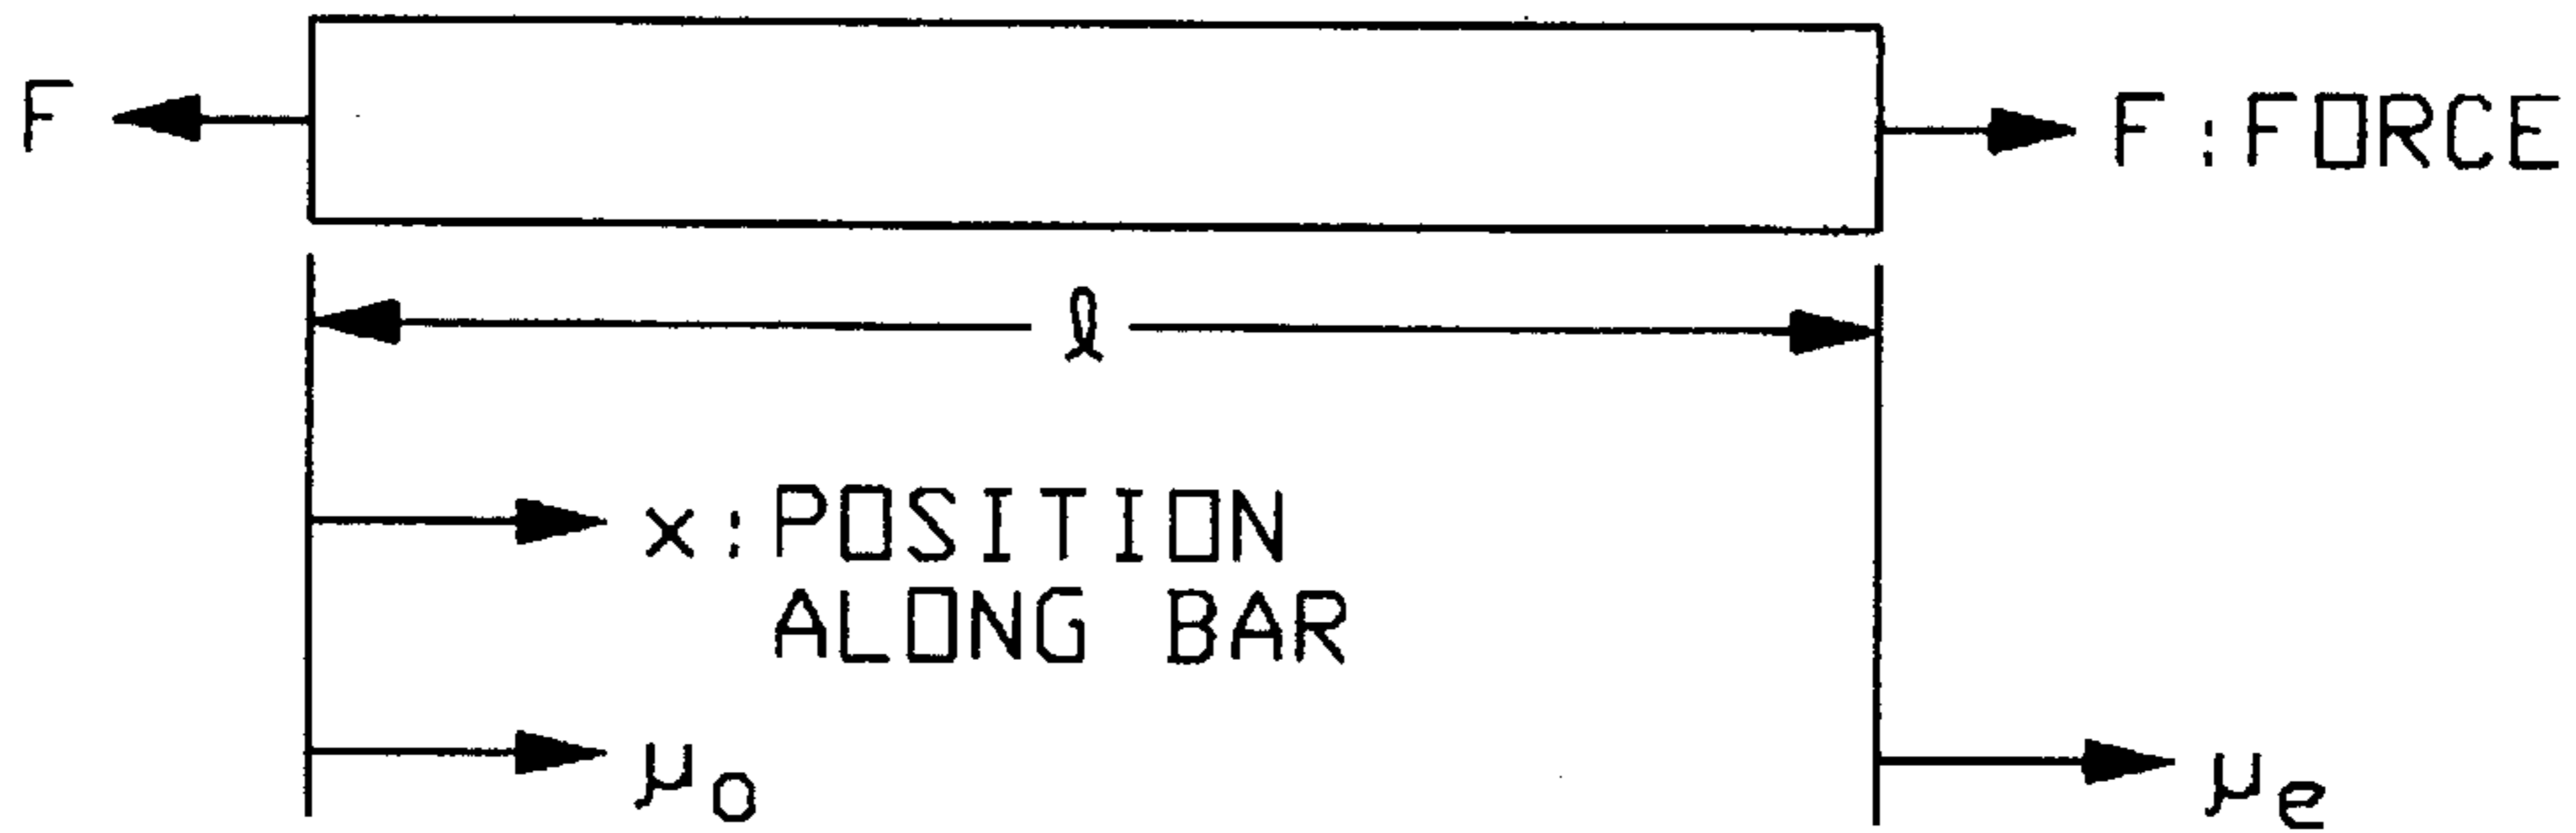 F
F : FORCE
ℓ
x : POSITION
ALONG BAR
μo
μe